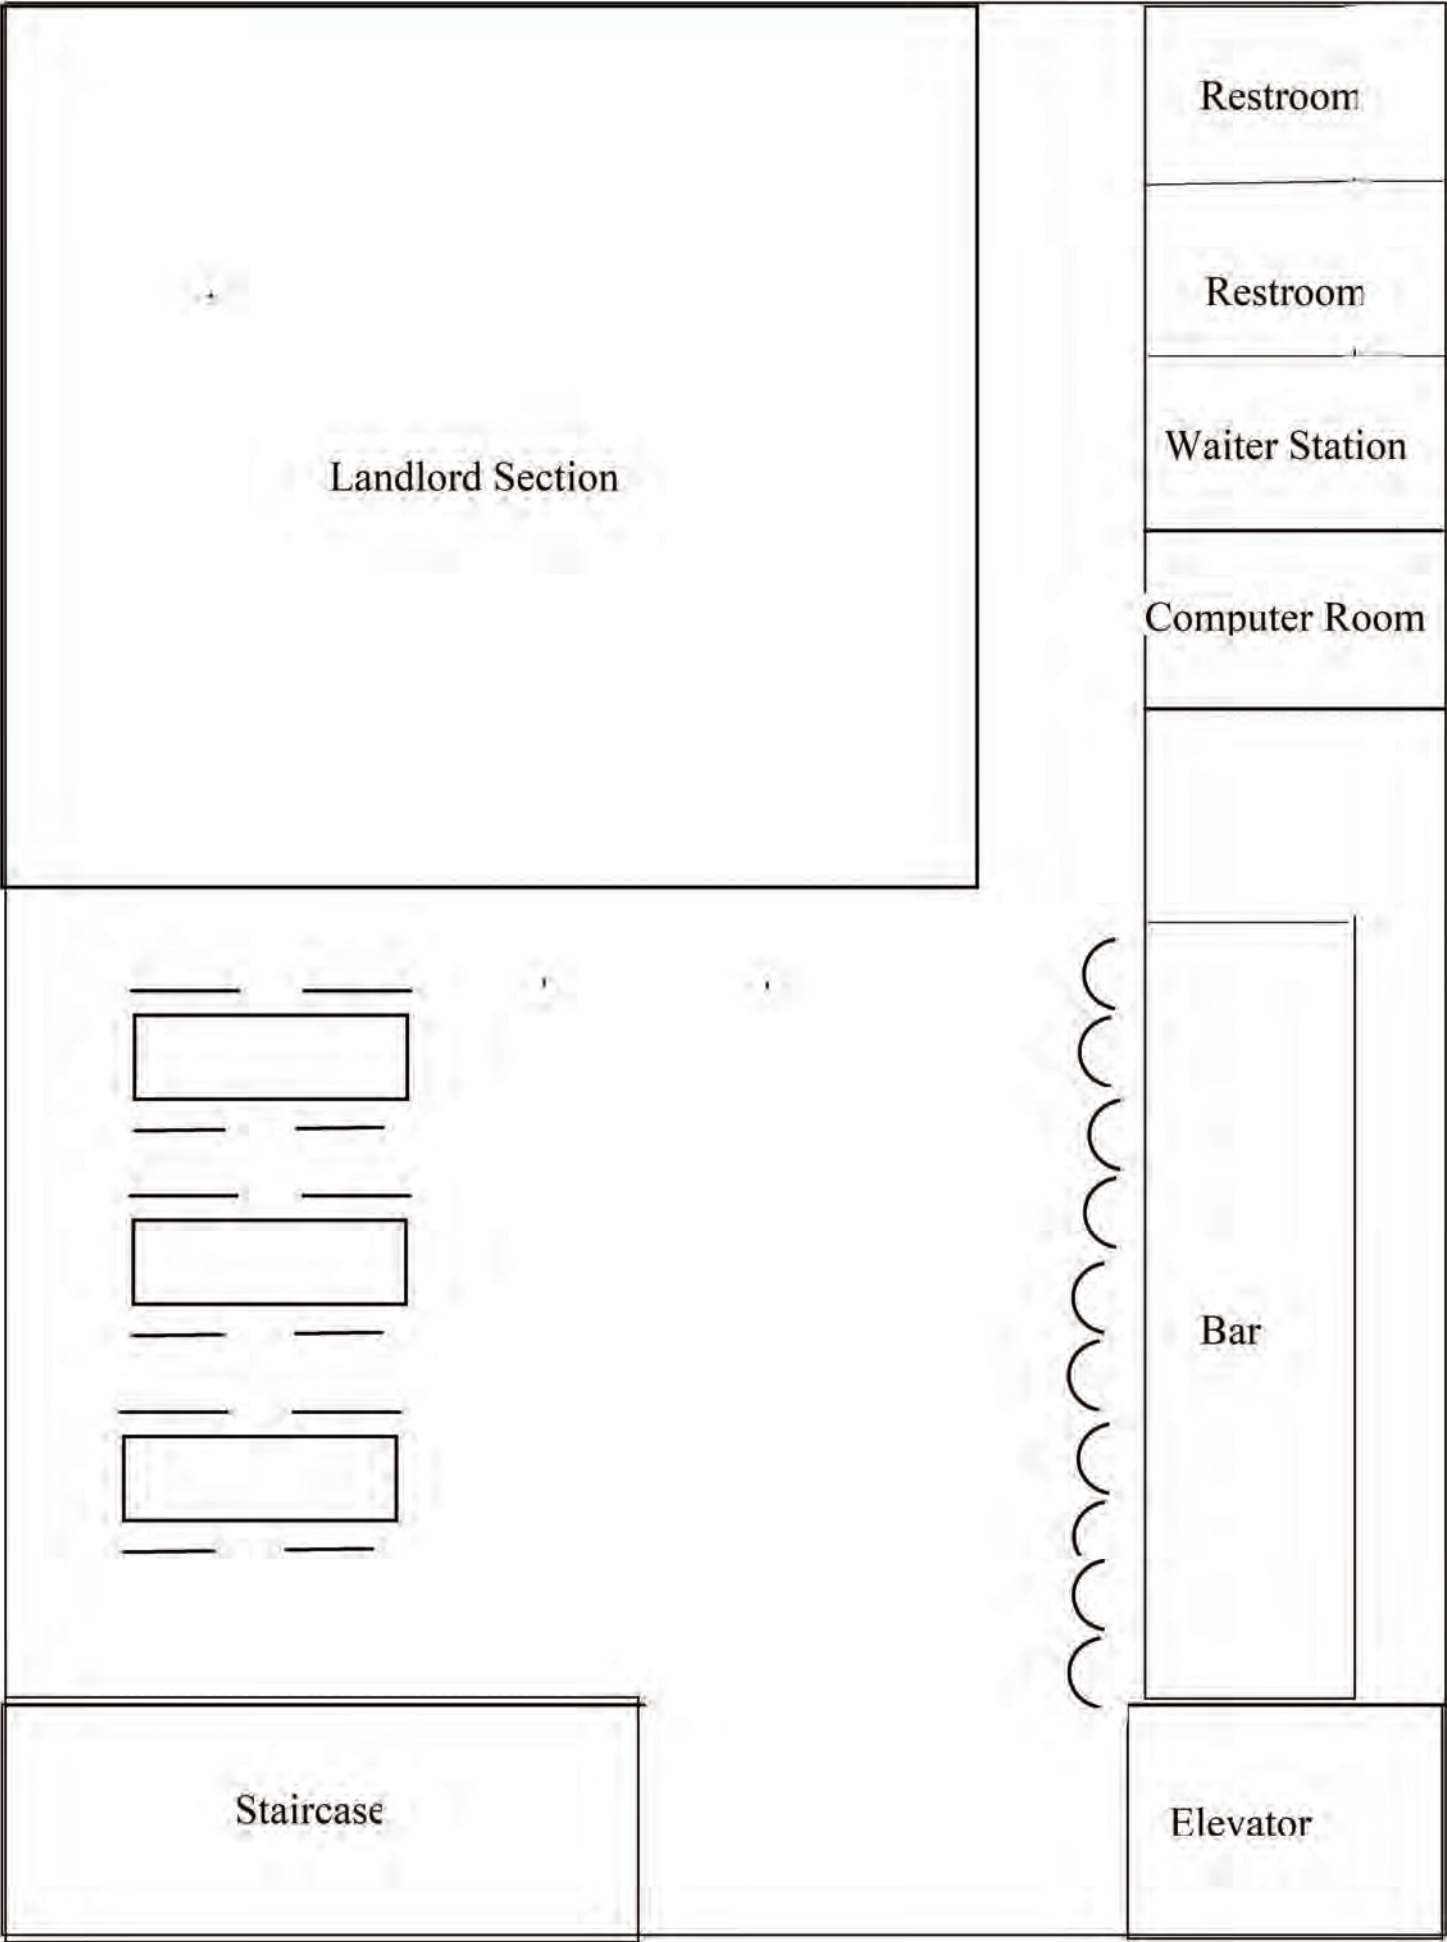 Restroom
Restroom
Waiter Station
Landlord Section
Computer Room
Bar
Staircase
Elevator